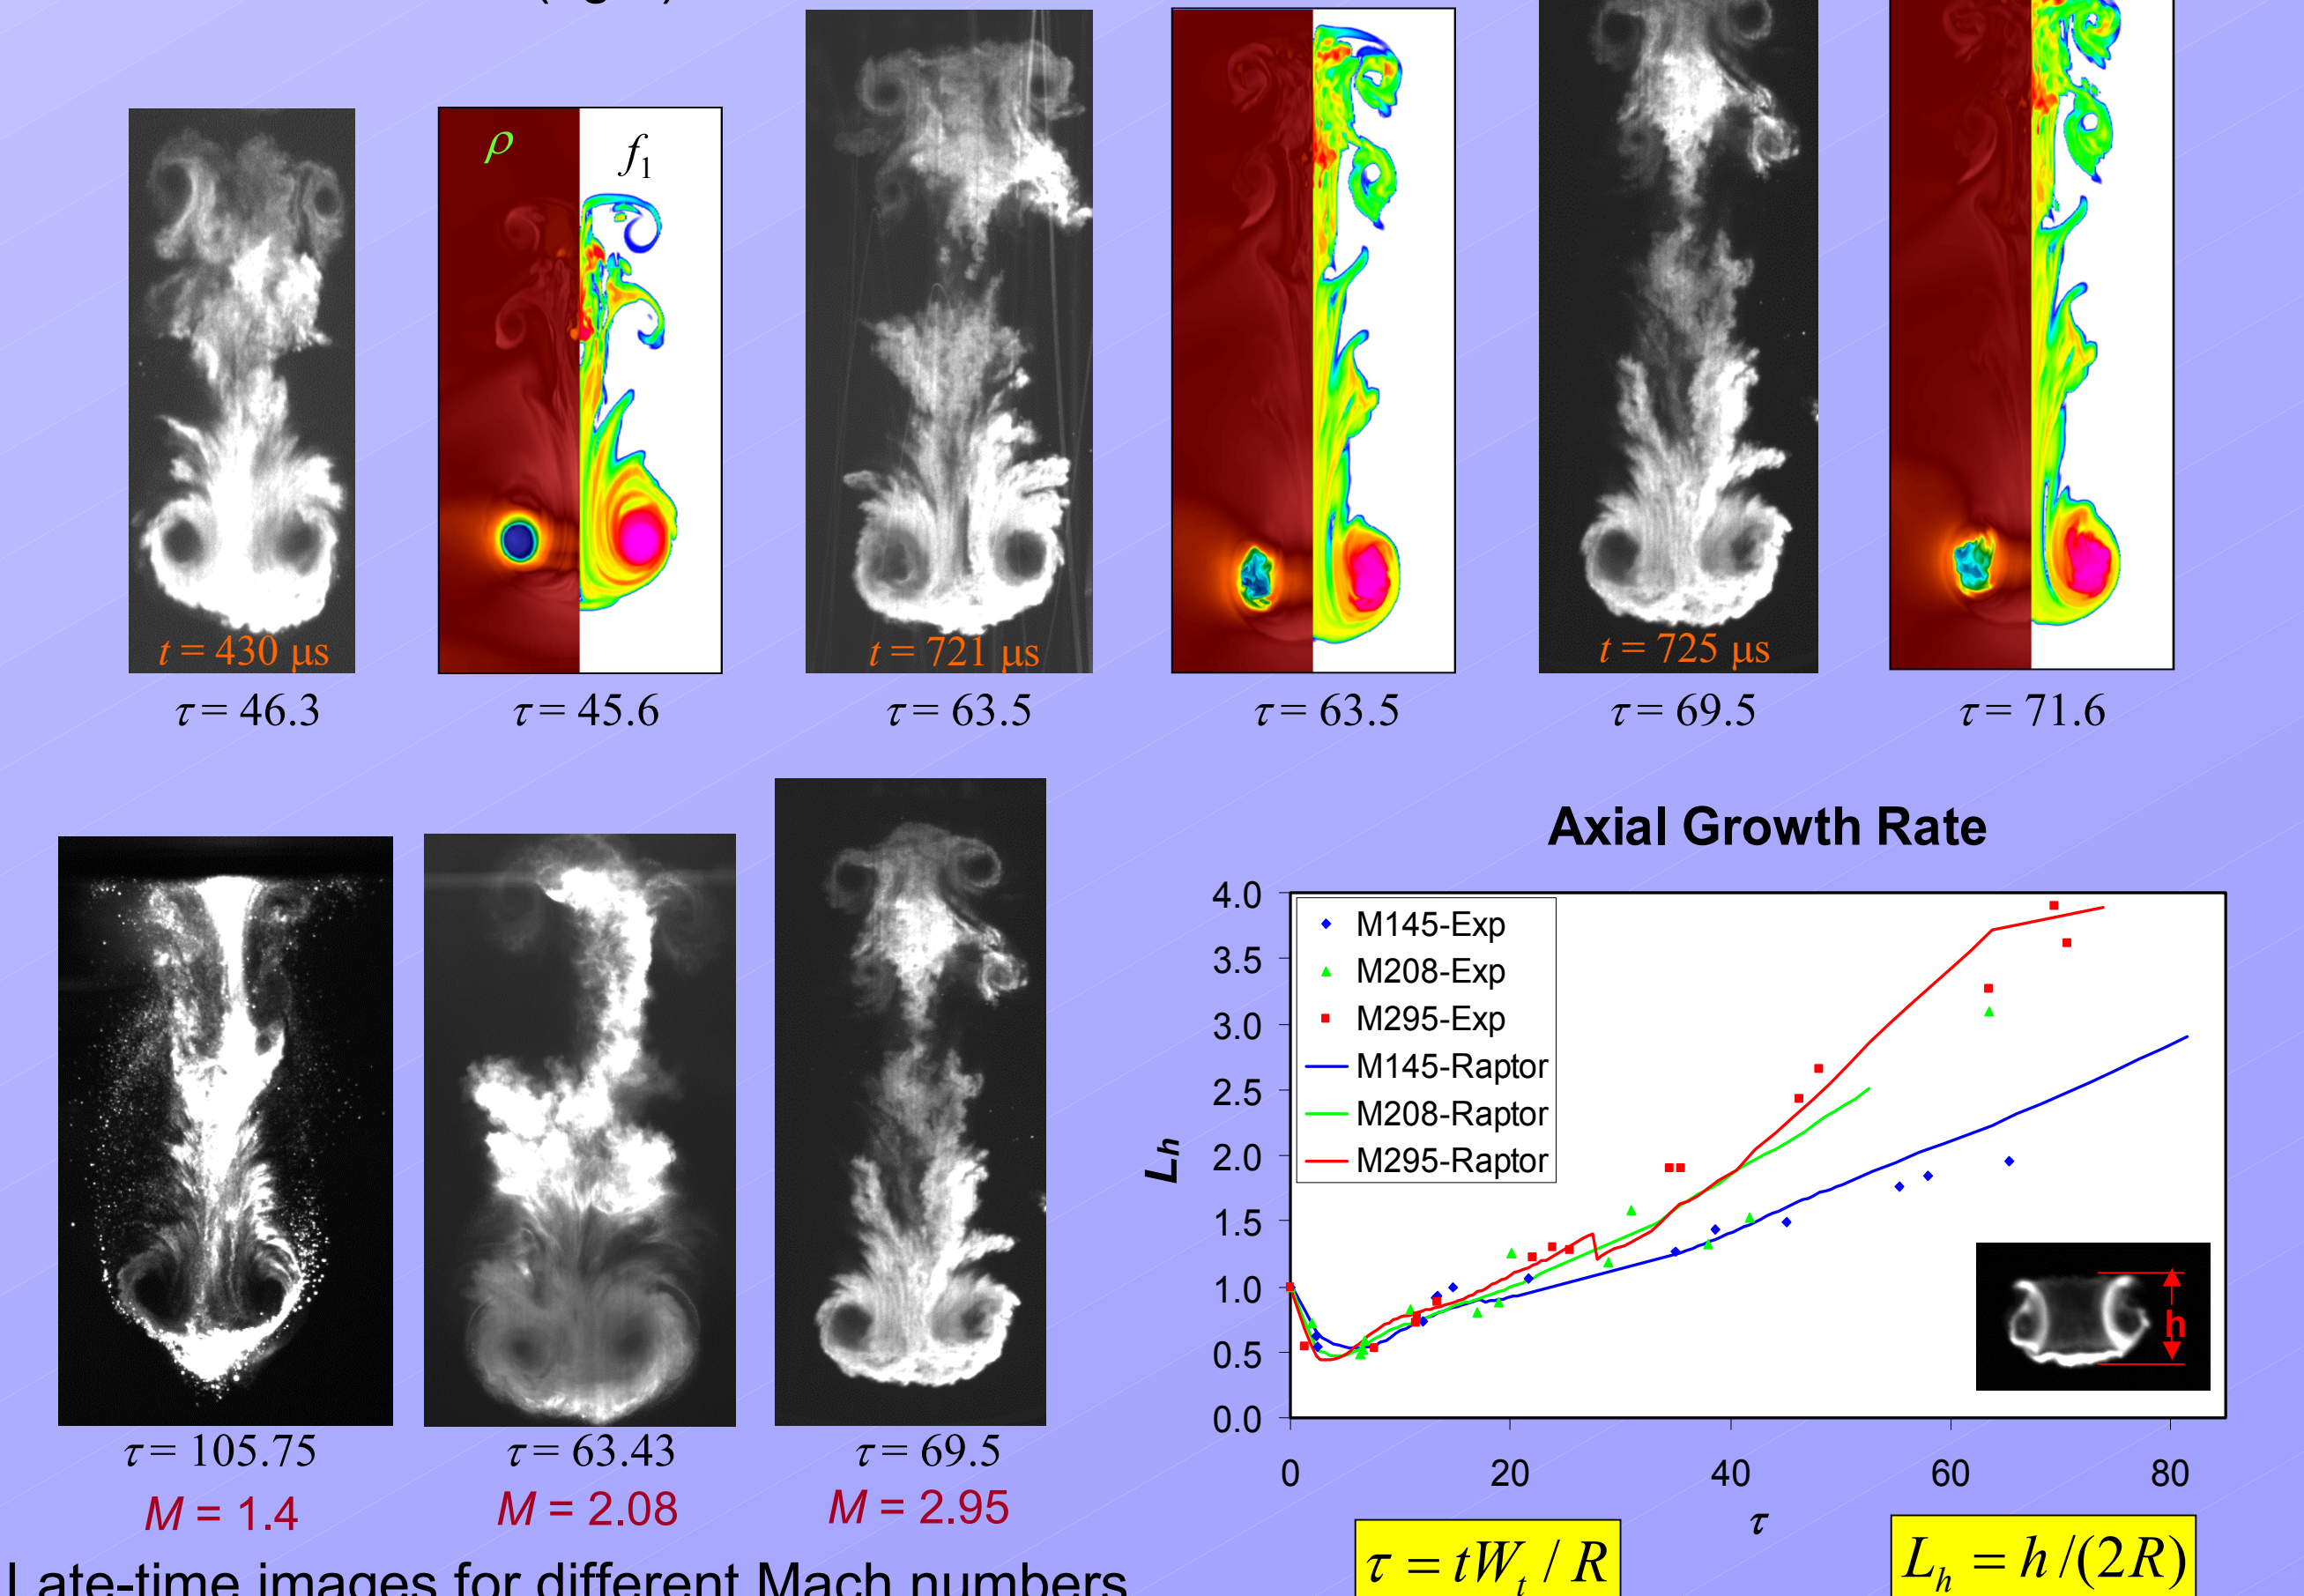 ρ
f₁
t = 430 µs
t = 721 µs
t = 725 µs
τ = 46.3
τ = 45.6
τ = 63.5
τ = 63.5
τ = 69.5
τ = 71.6
Axial Growth Rate
4.0
3.5
3.0
2.5
2.0
1.5
1.0
0.5
0.0
Lh
M145-Exp
M208-Exp
M295-Exp
M145-Raptor
M208-Raptor
M295-Raptor
h
0 20 40 60 80
τ
τ = 105.75
τ = 63.43
τ = 69.5
M = 1.4
M = 2.08
M = 2.95
τ = tWₜ / R
Lₕ = h/(2R)
Late-time images for different Mach numbers